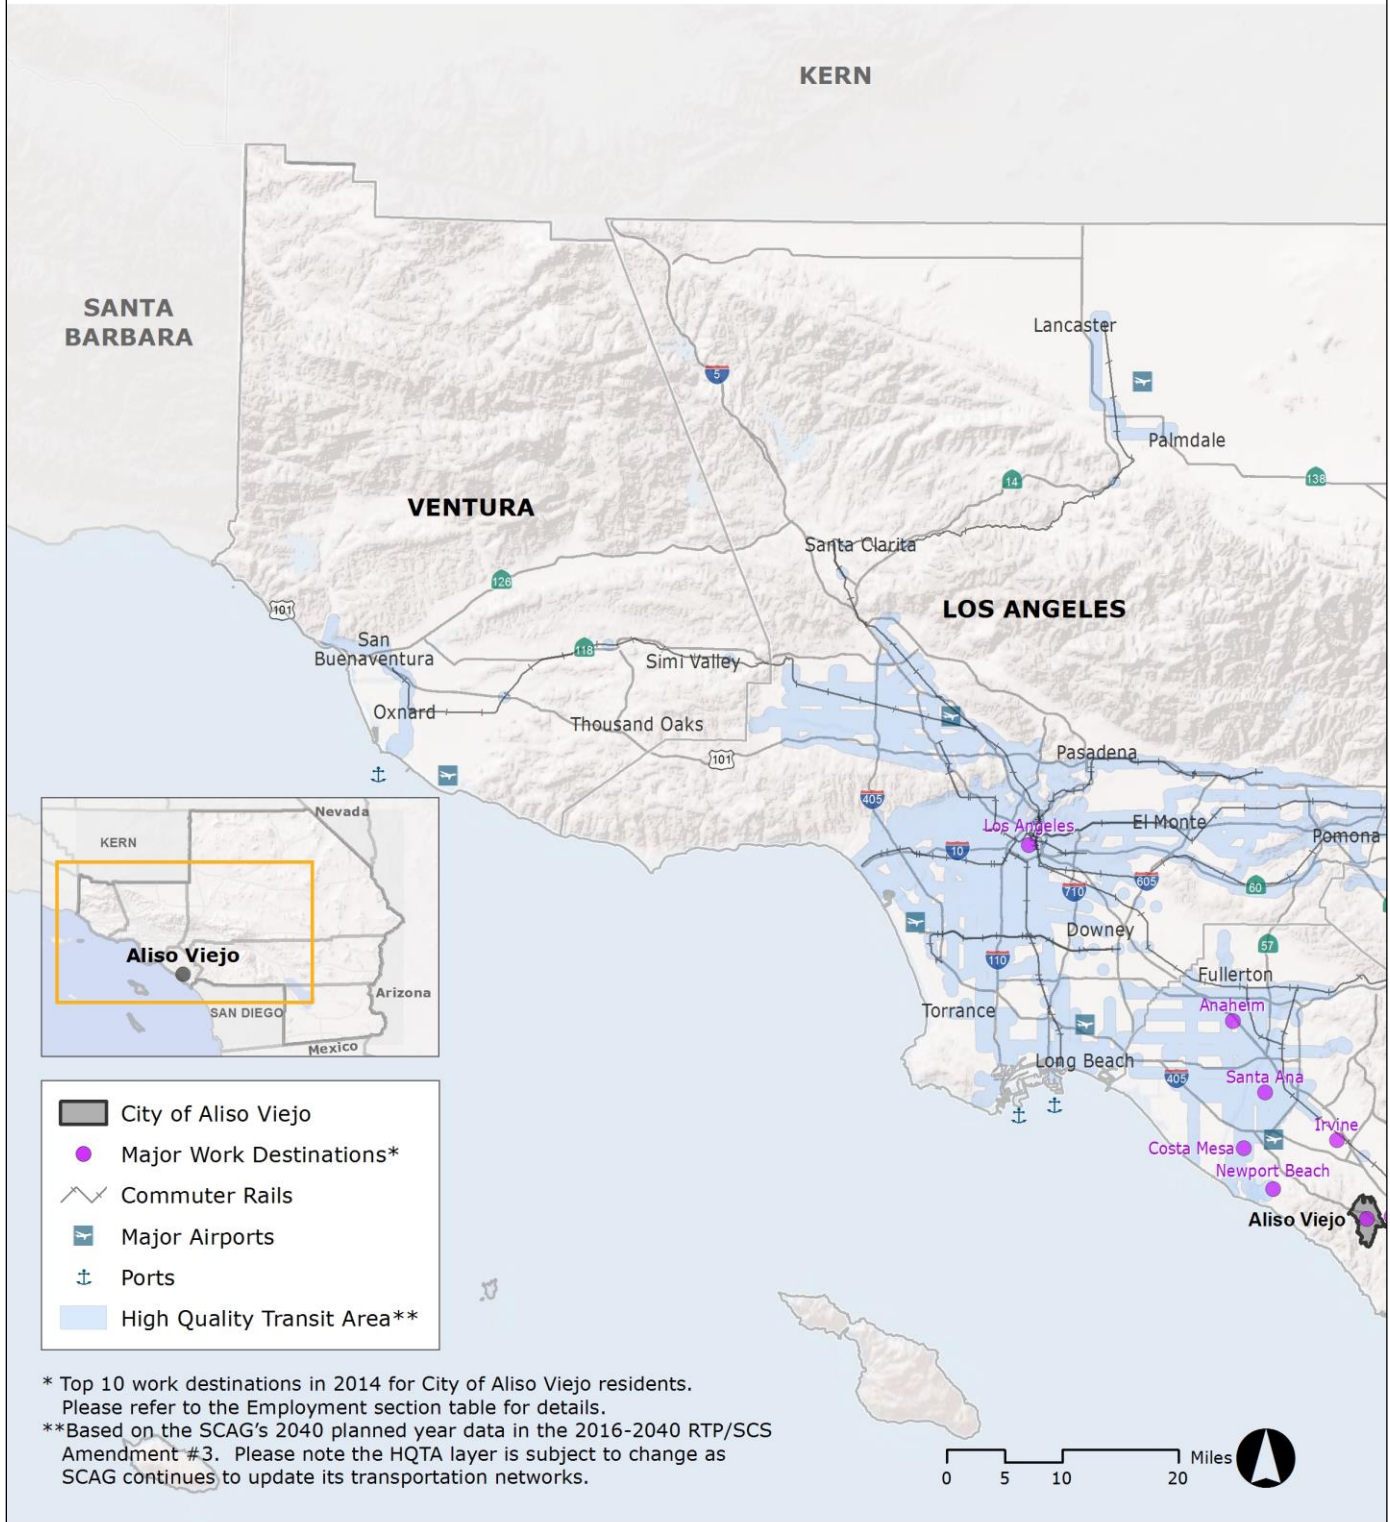 KERN
SANTA
BARBARA
Lancaster
5
Palmdale
14
138
VENTURA
Santa Clarita
126
101
LOS ANGELES
San
Buenaventura
118
Simi Valley
Oxnard
Thousand Oaks
101
Pasadena
405
Los Angeles
El Monte
Pomona
10
605
710
60
Downey
57
110
Fullerton
Anaheim
Torrance
Long Beach
405
Santa Ana
Irvine
Costa Mesa
Newport Beach
Aliso Viejo
Nevada
KERN
Aliso Viejo
Arizona
SAN DIEGO
Mexico
City of Aliso Viejo
Major Work Destinations*
Commuter Rails
Major Airports
Ports
High Quality Transit Area**
* Top 10 work destinations in 2014 for City of Aliso Viejo residents.
Please refer to the Employment section table for details.
**Based on the SCAG's 2040 planned year data in the 2016-2040 RTP/SCS
Amendment #3. Please note the HQTA layer is subject to change as
SCAG continues to update its transportation networks.
Miles
0 5 10 20